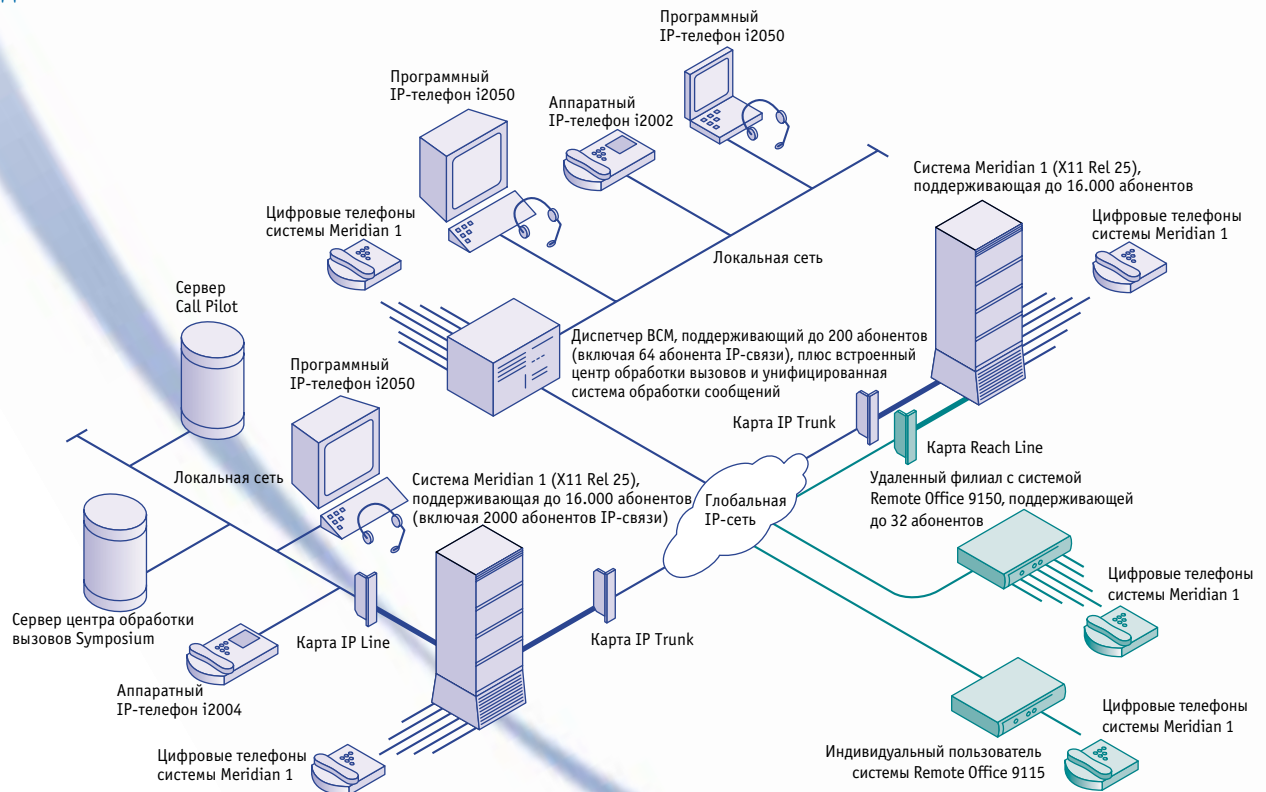 Программный
IP-телефон i2050
Программный
IP-телефон i2050
Аппаратный
IP-телефон i2002
Система Meridian 1 (X11 Rel 25),
поддерживающая до 16.000 абонентов
Цифровые телефоны
системы Meridian 1
Цифровые телефоны
системы Meridian 1
Локальная сеть
Сервер
Call Pilot
Диспетчер BCM, поддерживающий до 200 абонентов
(включая 64 абонента IP-связи), плюс встроенный
центр обработки вызовов и унифицированная
система обработки сообщений
Программный
IP-телефон i2050
Карта IP Trunk
Карта Reach Line
Локальная сеть
Система Meridian 1 (X11 Rel 25),
поддерживающая до 16.000 абонентов
(включая 2000 абонентов IP-связи)
Глобальная
IP-сеть
Удаленный филиал с системой
Remote Office 9150, поддерживающей
до 32 абонентов
Цифровые телефоны
системы Meridian 1
Сервер центра обработки
вызовов Symposium
Карта IP Line
Карта IP Trunk
Аппаратный
IP-телефон i2004
Цифровые телефоны
системы Meridian 1
Индивидуальный пользователь
системы Remote Office 9115
Цифровые телефоны
системы Meridian 1